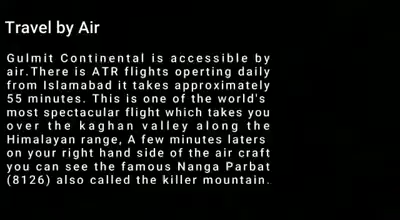 Travel by Air
Gulmit Continental is accessible by
air.There is ATR flights operting daily
from Islamabad it takes approximately
55 minutes. This is one of the world's
most spectacular flight which takes you
over the kaghan valley along the
Himalayan range, A few minutes laters
on your right hand side of the air craft
you can see the famous Nanga Parbat
(8126) also called the killer mountain.